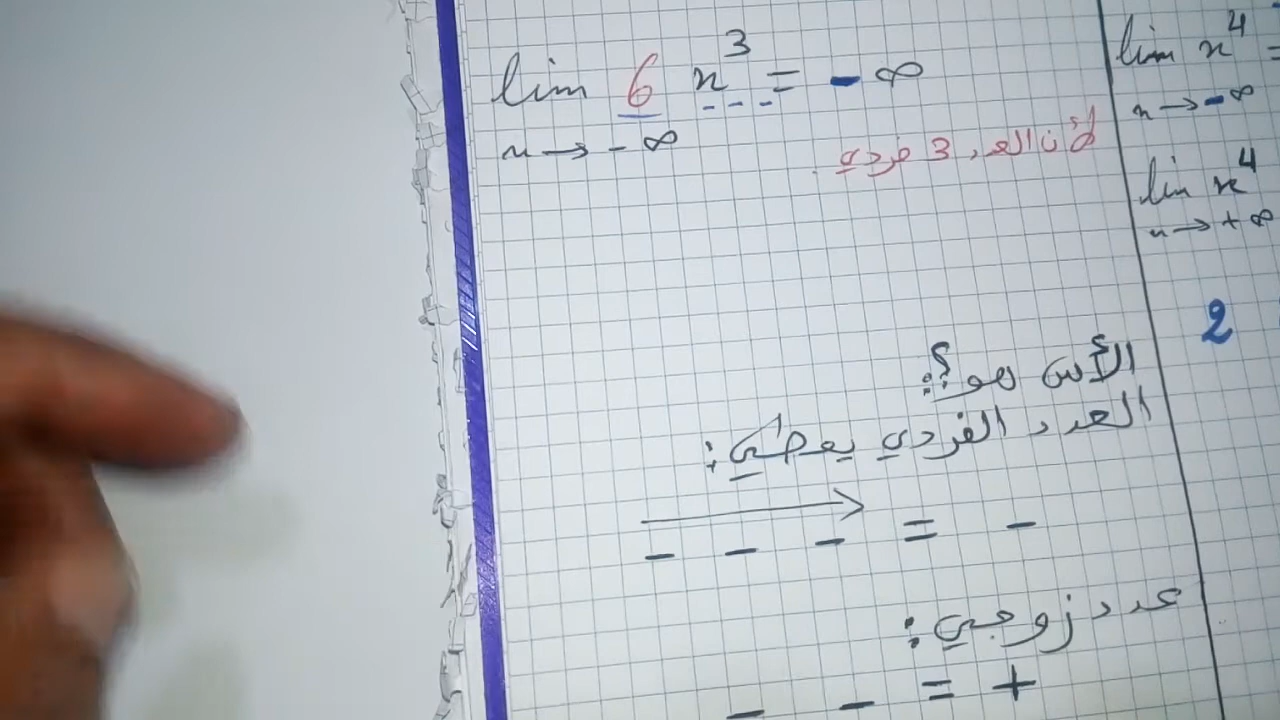 lim 6 x³ = - ∞
x → - ∞
لأن العدد 3 فردي.
الأس هو؟:
العدد الفردي يعطي:
- - - = -
عدد زوجي:
- - = +
lim x⁴ =
x → - ∞
lim x⁴
x → + ∞
2